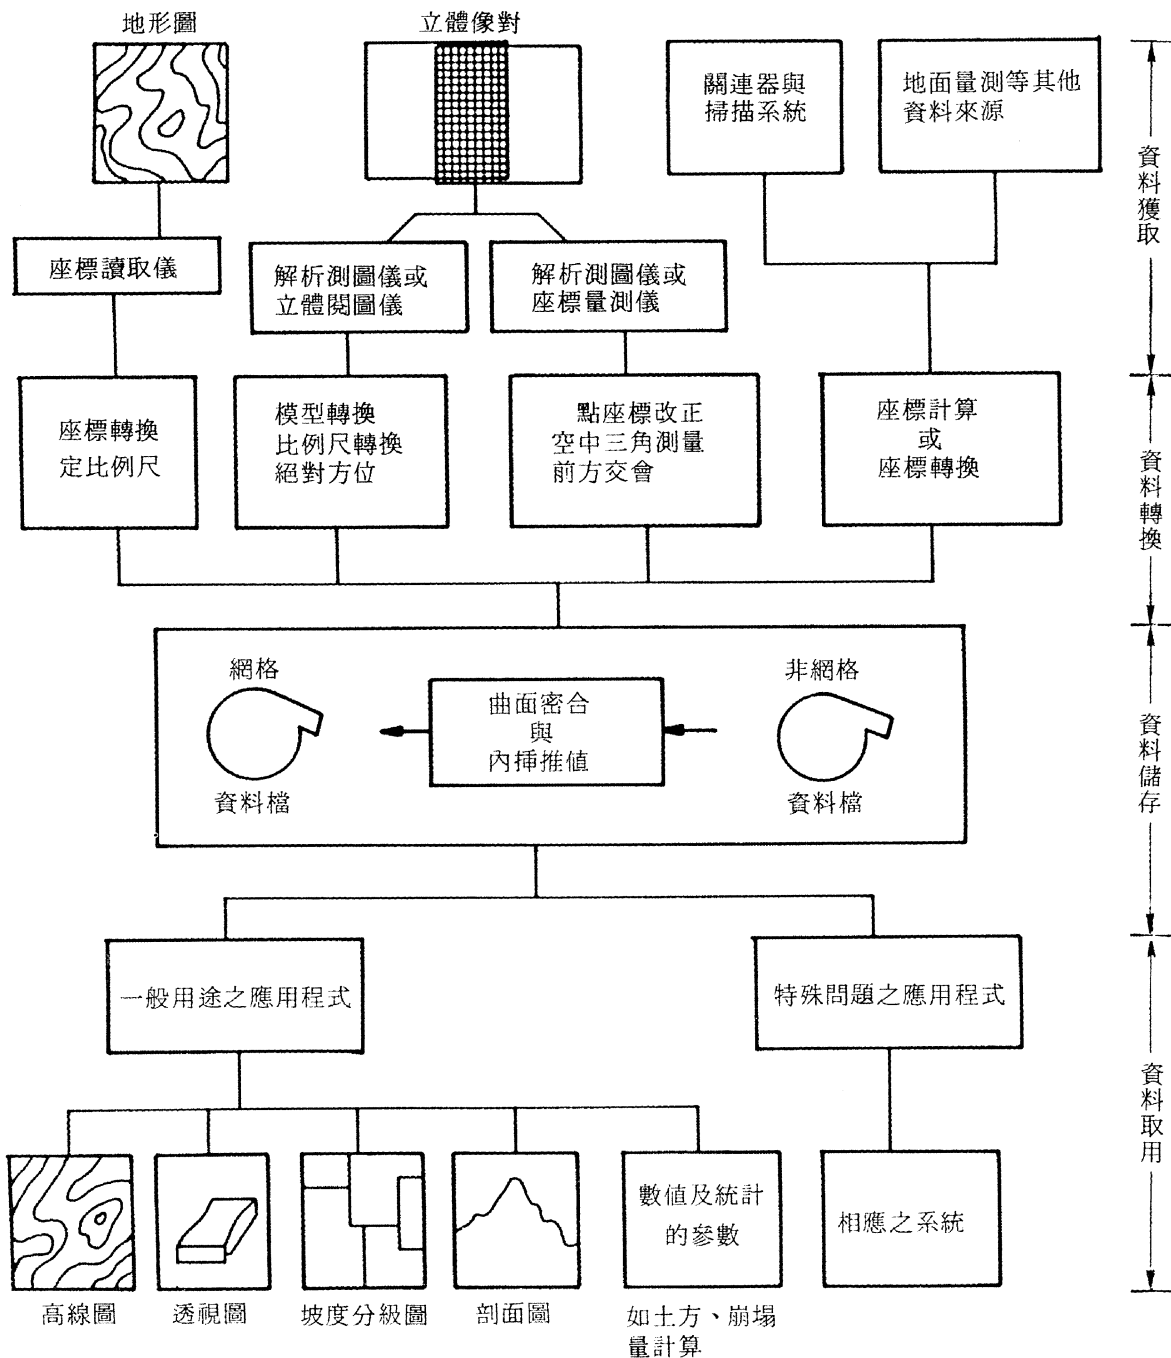 地形圖
立體像對
關連器與
掃描系統
地面量測等其他
資料來源
資料獲取
座標讀取儀
解析測圖儀或
立體閱圖儀
解析測圖儀或
座標量測儀
座標轉換
定比例尺
模型轉換
比例尺轉換
絕對方位
點座標改正
空中三角測量
前方交會
座標計算
或
座標轉換
資料轉換
網格
資料檔
曲面密合
與
內揷推値
非網格
資料檔
資料儲存
一般用途之應用程式
特殊問題之應用程式
資料取用
高線圖
透視圖
坡度分級圖
剖面圖
數値及統計
的參數
如土方、崩塌
量計算
相應之系統